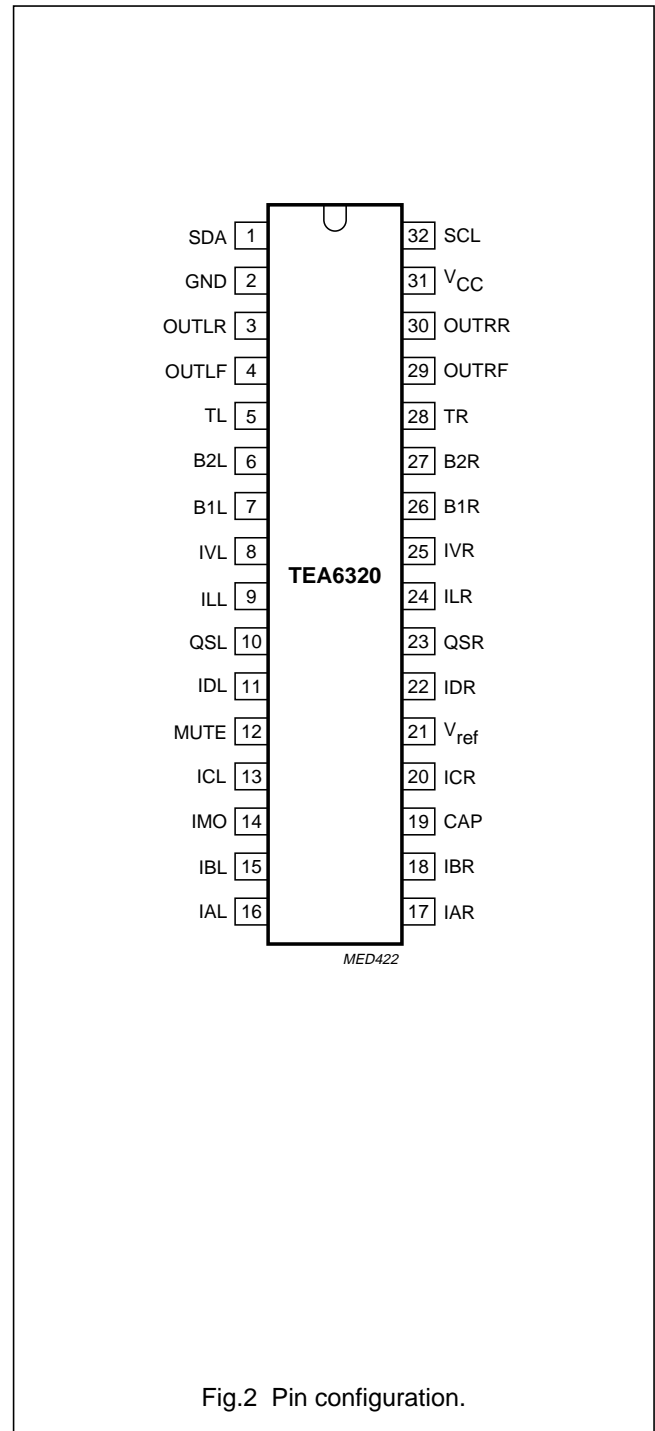 SDA 1 32 SCL
GND 2 31 VCC
OUTLR 3 30 OUTRR
OUTLF 4 29 OUTRF
TL 5 28 TR
B2L 6 27 B2R
B1L 7 26 B1R
IVL 8 25 IVR
TEA6320
ILL 9 24 ILR
QSL 10 23 QSR
IDL 11 22 IDR
MUTE 12 21 Vref
ICL 13 20 ICR
IMO 14 19 CAP
IBL 15 18 IBR
IAL 16 17 IAR
MED422
Fig.2 Pin configuration.